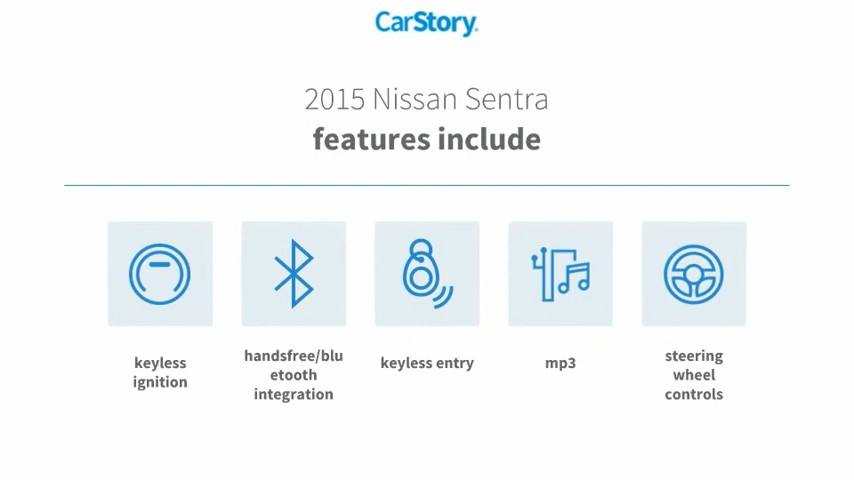 CarStory.
2015 Nissan Sentra
features include
keyless
ignition
handsfree/blu
etooth
integration
keyless entry
mp3
steering
wheel
controls